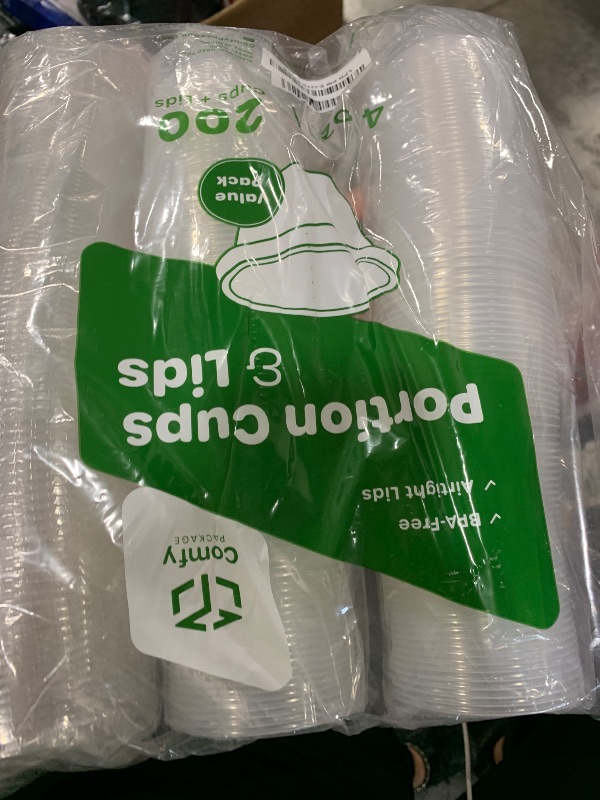 Comfy
PACKAGE
✓ BPA-Free
✓ Airtight Lids
Portion Cups
& Lids
Value
Pack
4 oz
200
Cups + Lids